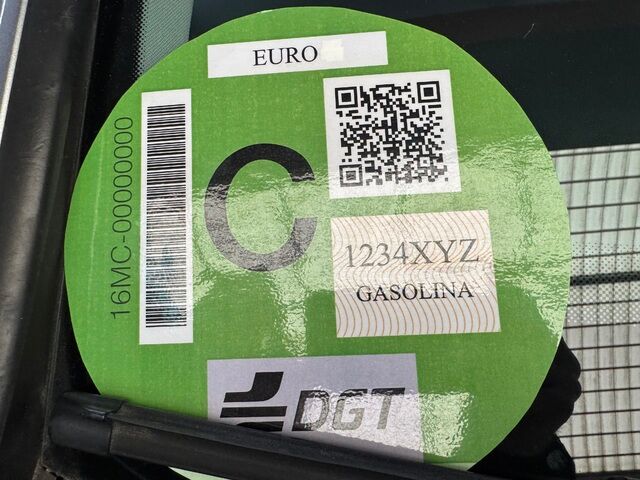 EURO
16MC-00000000
C
1234XYZ
GASOLINA
DGT